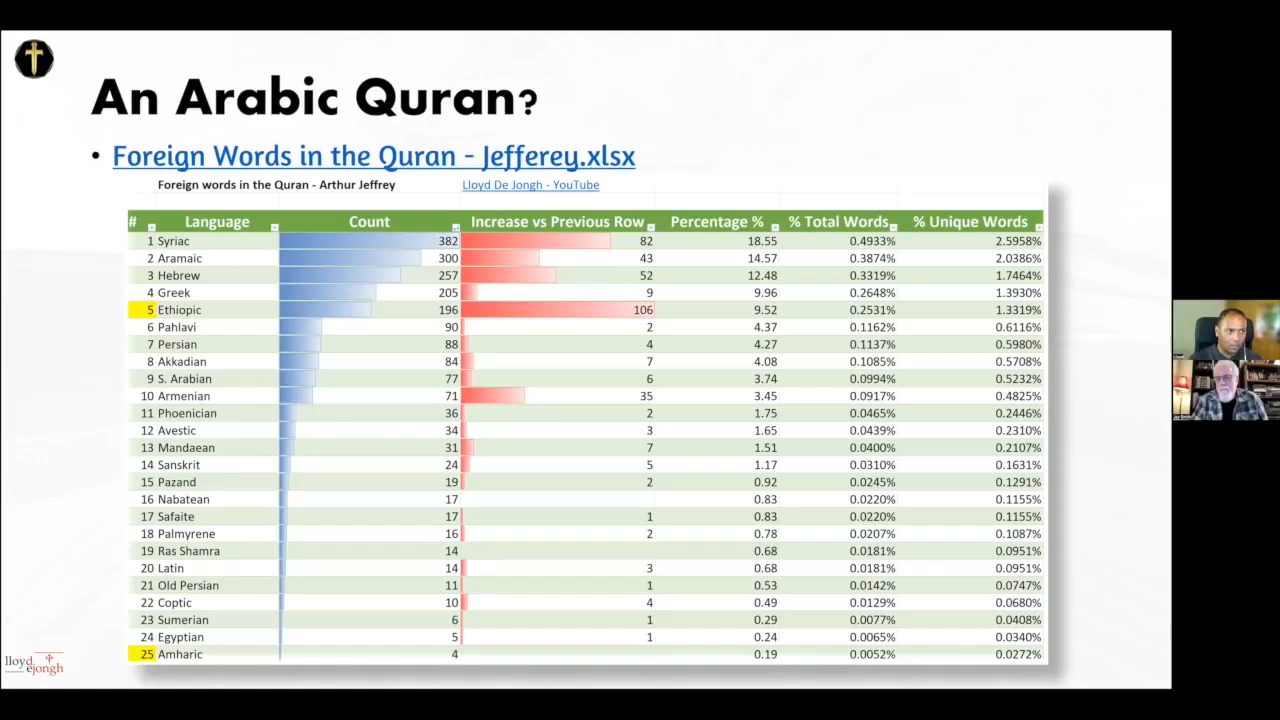 An Arabic Quran?
• Foreign Words in the Quran - Jefferey.xlsx
Foreign words in the Quran - Arthur Jeffrey Lloyd De Jongh - YouTube
# Language Count Increase vs Previous Row Percentage % % Total Words % Unique Words
1 Syriac 382 82 18.55 0.4933% 2.5958%
2 Aramaic 300 43 14.57 0.3874% 2.0386%
3 Hebrew 257 52 12.48 0.3319% 1.7464%
4 Greek 205 9 9.96 0.2648% 1.3930%
5 Ethiopic 196 106 9.52 0.2531% 1.3319%
6 Pahlavi 90 2 4.37 0.1162% 0.6116%
7 Persian 88 4 4.27 0.1137% 0.5980%
8 Akkadian 84 7 4.08 0.1085% 0.5708%
9 S. Arabian 77 6 3.74 0.0994% 0.5232%
10 Armenian 71 35 3.45 0.0917% 0.4825%
11 Phoenician 36 2 1.75 0.0465% 0.2446%
12 Avestic 34 3 1.65 0.0439% 0.2310%
13 Mandaean 31 7 1.51 0.0400% 0.2107%
14 Sanskrit 24 5 1.17 0.0310% 0.1631%
15 Pazand 19 2 0.92 0.0245% 0.1291%
16 Nabatean 17 0.83 0.0220% 0.1155%
17 Safaite 17 1 0.83 0.0220% 0.1155%
18 Palmyrene 16 2 0.78 0.0207% 0.1087%
19 Ras Shamra 14 0.68 0.0181% 0.0951%
20 Latin 14 3 0.68 0.0181% 0.0951%
21 Old Persian 11 1 0.53 0.0142% 0.0747%
22 Coptic 10 4 0.49 0.0129% 0.0680%
23 Sumerian 6 1 0.29 0.0077% 0.0408%
24 Egyptian 5 1 0.24 0.0065% 0.0340%
25 Amharic 4 0.19 0.0052% 0.0272%
lloyd
ejongh